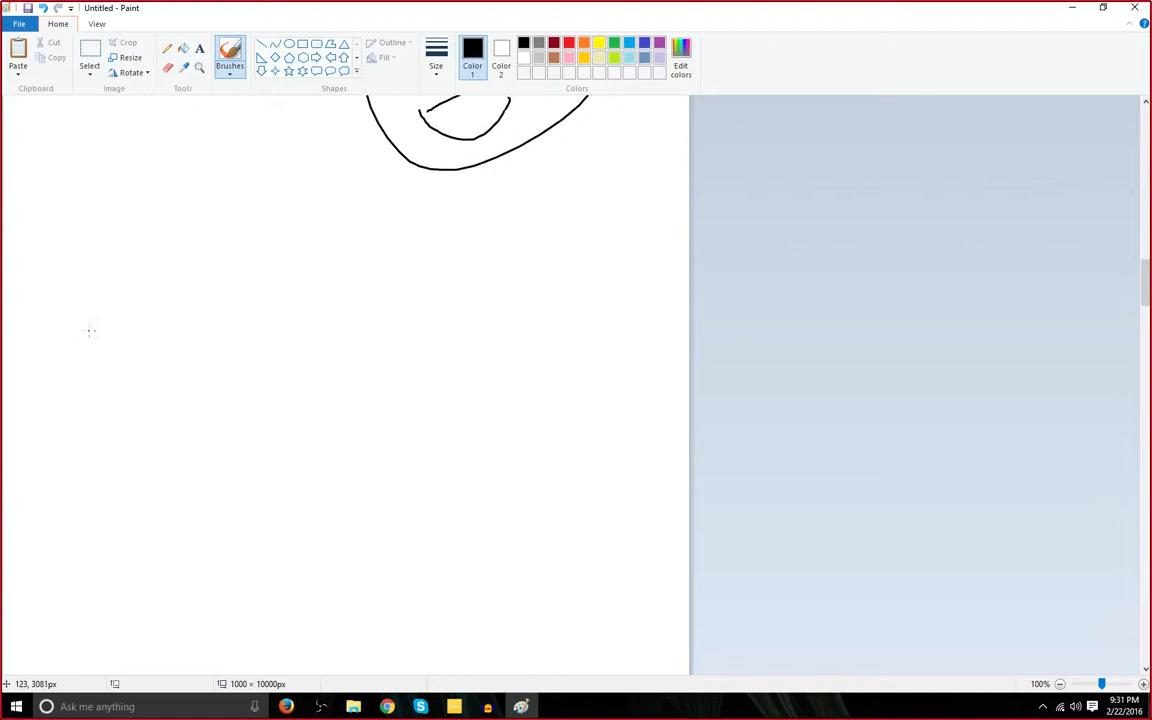 Untitled - Paint
File Home View
Paste
Cut
Copy
Clipboard
Select
Crop
Resize
Rotate
Image
Tools
A
Brushes
Outline
Fill
Shapes
Size
Color 1
Color 2
Edit colors
Colors
123, 3081px
1000 × 10000px
100%
Ask me anything
9:31 PM
2/22/2016